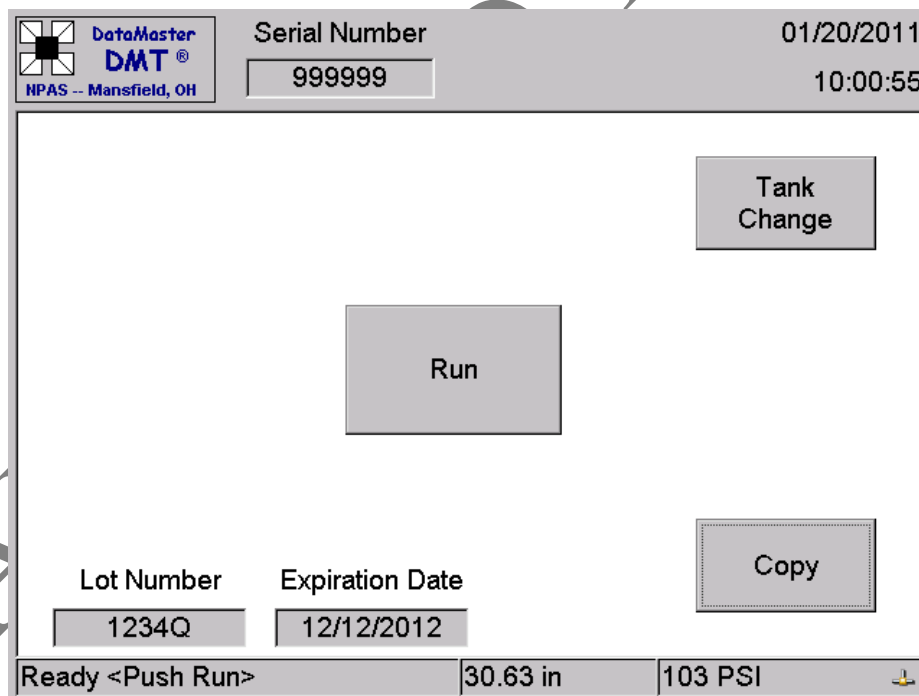 DataMaster
DMT ®
NPAS -- Mansfield, OH
Serial Number
999999
01/20/2011
10:00:55
Tank
Change
Run
Copy
Lot Number
Expiration Date
1234Q
12/12/2012
Ready <Push Run>
30.63 in
103 PSI